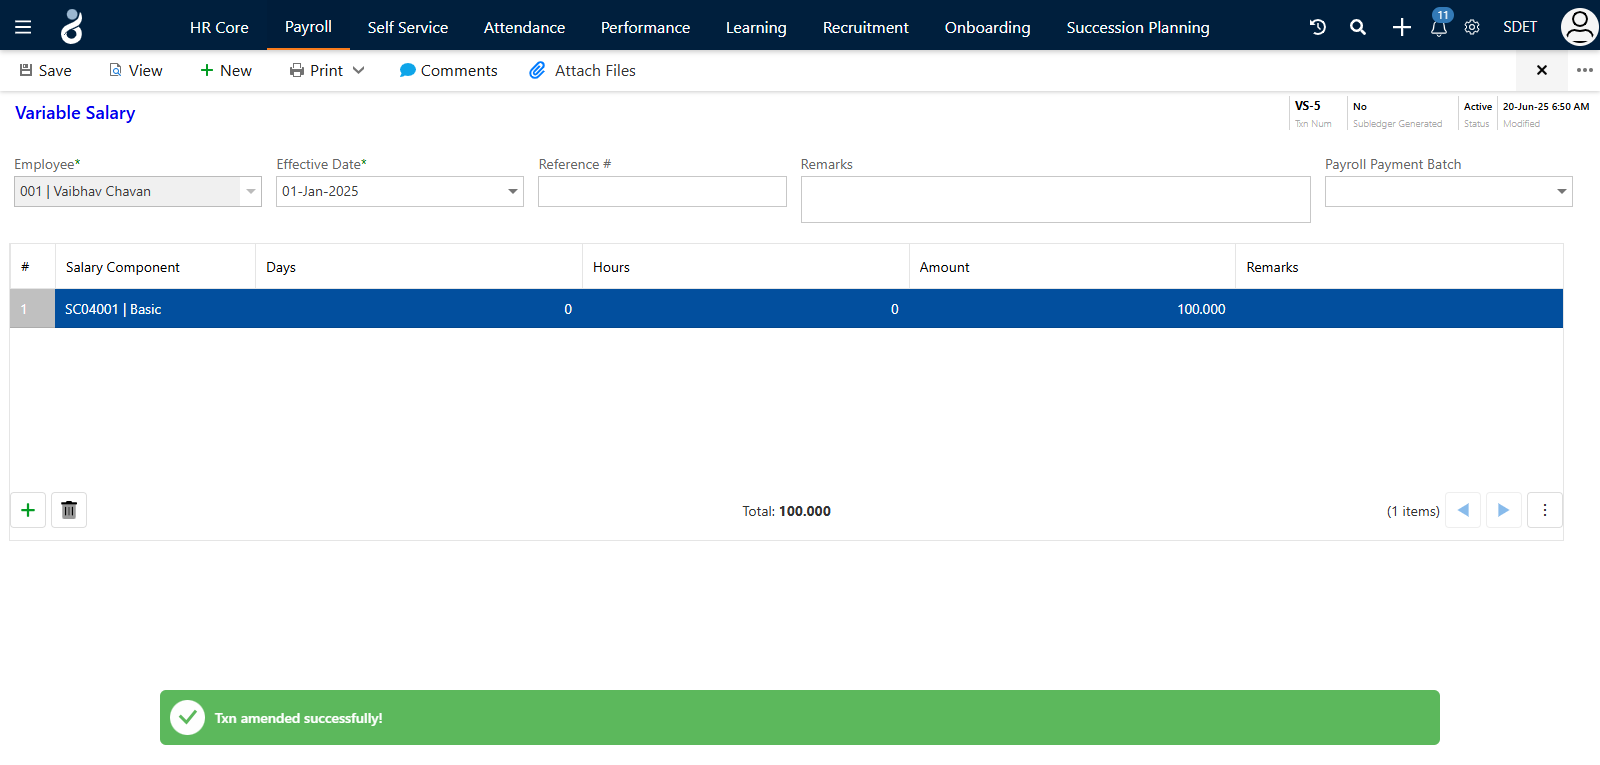 HR Core Payroll Self Service Attendance Performance Learning Recruitment Onboarding Succession Planning 11 SDET
Save View New Print Comments Attach Files
Variable Salary
VS-5 No Active 20-Jun-25 6:50 AM
Txn Num Subledger Generated Status Modified
Employee* Effective Date* Reference # Remarks Payroll Payment Batch
001 | Vaibhav Chavan 01-Jan-2025
# Salary Component Days Hours Amount Remarks
1 SC04001 | Basic 0 0 100.000
Total: 100.000 (1 items)
Txn amended successfully!